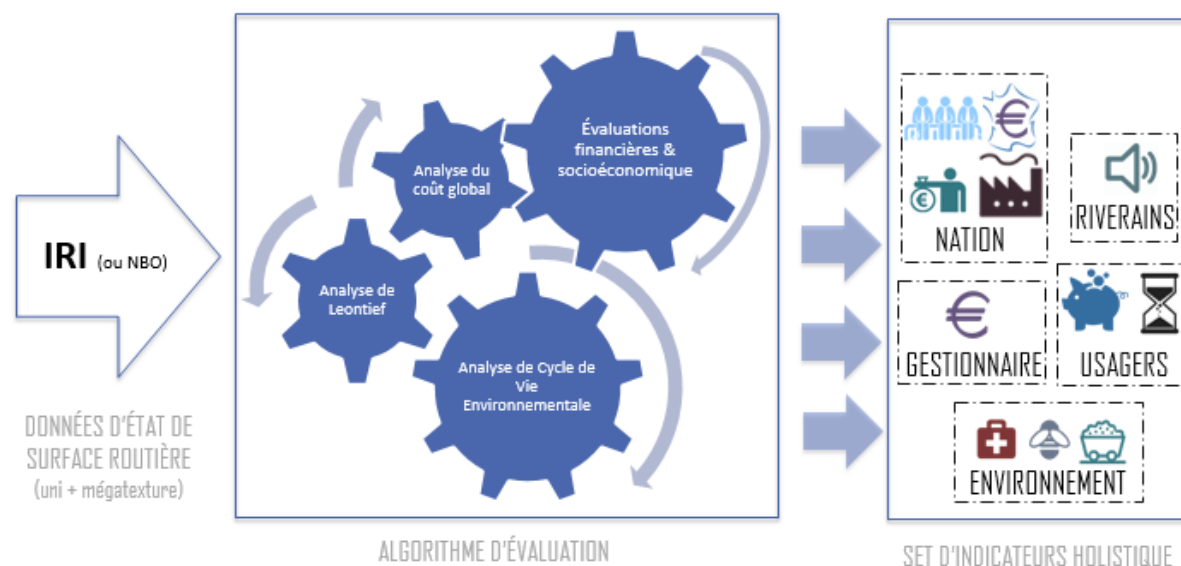 IRI (ou NBO)
DONNÉES D'ÉTAT DE
SURFACE ROUTIÈRE
(uni + mégatexture)
Évaluations
financières &
socioéconomique
Analyse du
coût global
Analyse de
Leontief
Analyse de Cycle de
Vie
Environnementale
ALGORITHME D'ÉVALUATION
€
€
NATION
RIVERAINS
€
GESTIONNAIRE
USAGERS
ENVIRONNEMENT
SET D'INDICATEURS HOLISTIQUE